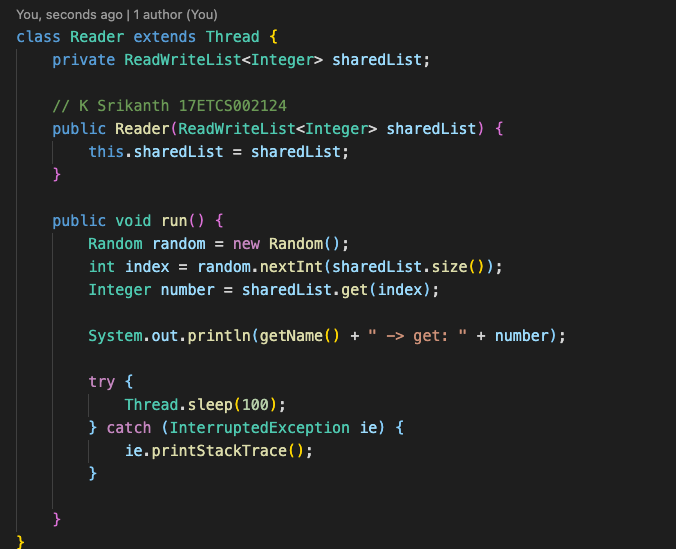 You, seconds ago | 1 author (You)
class Reader extends Thread {
    private ReadWriteList<Integer> sharedList;

    // K Srikanth 17ETCS002124
    public Reader(ReadWriteList<Integer> sharedList) {
        this.sharedList = sharedList;
    }

    public void run() {
        Random random = new Random();
        int index = random.nextInt(sharedList.size());
        Integer number = sharedList.get(index);

        System.out.println(getName() + " -> get: " + number);

        try {
            Thread.sleep(100);
        } catch (InterruptedException ie) {
            ie.printStackTrace();
        }

    }
}